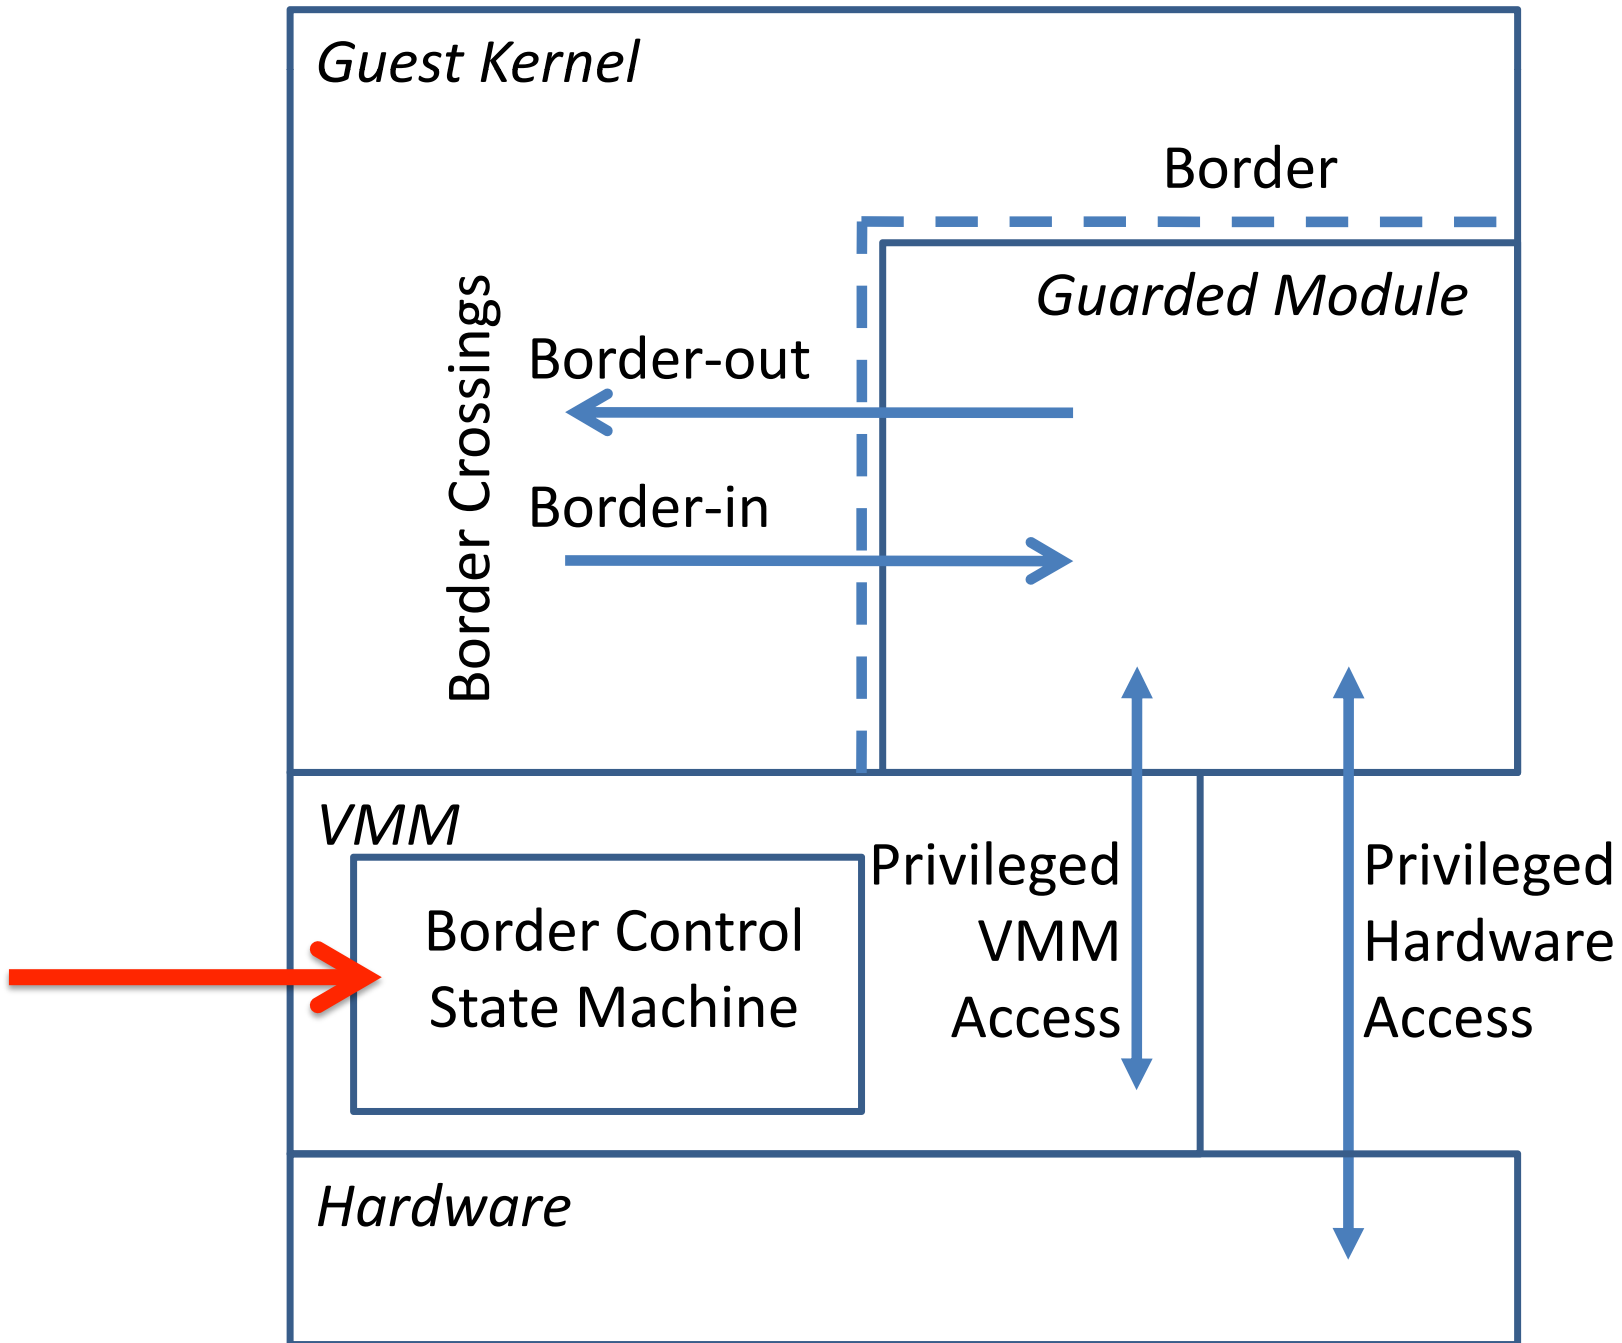 Guest Kernel
Border
Guarded Module
Border Crossings
Border-out
Border-in
VMM
Border Control
State Machine
Privileged
VMM
Access
Privileged
Hardware
Access
Hardware